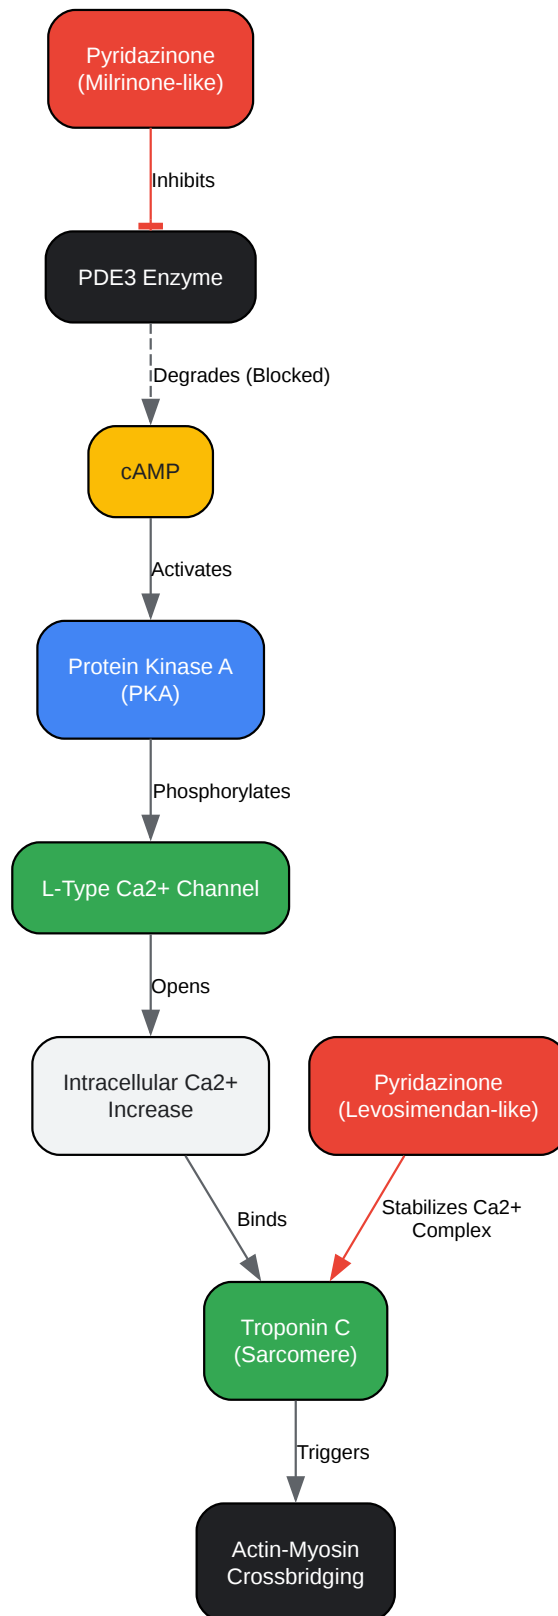 Pyridazinone
(Milrinone-like)
Inhibits
PDE3 Enzyme
Degrades (Blocked)
cAMP
Activates
Protein Kinase A
(PKA)
Phosphorylates
L-Type Ca2+ Channel
Opens
Intracellular Ca2+
Increase
Pyridazinone
(Levosimendan-like)
Binds
Stabilizes Ca2+
Complex
Troponin C
(Sarcomere)
Triggers
Actin-Myosin
Crossbridging